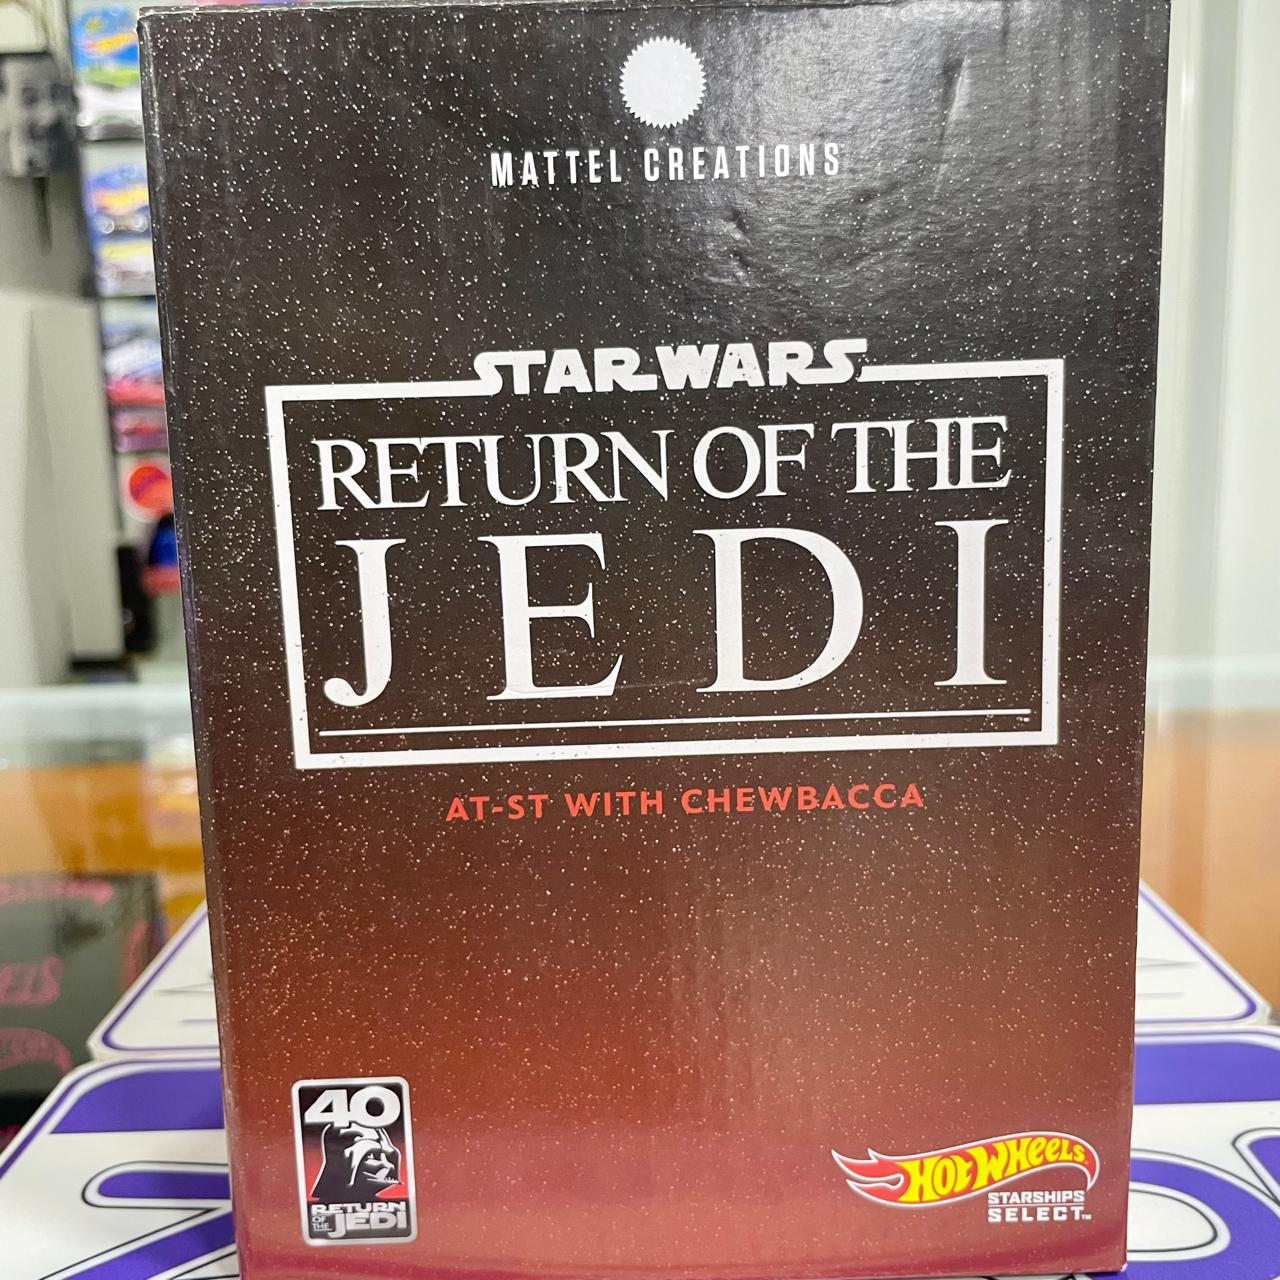 MATTEL CREATIONS
STAR WARS
RETURN OF THE
JEDI
AT-ST WITH CHEWBACCA
40
RETURN
OF THE JEDI
HOT WHEELS
STARSHIPS
SELECT™